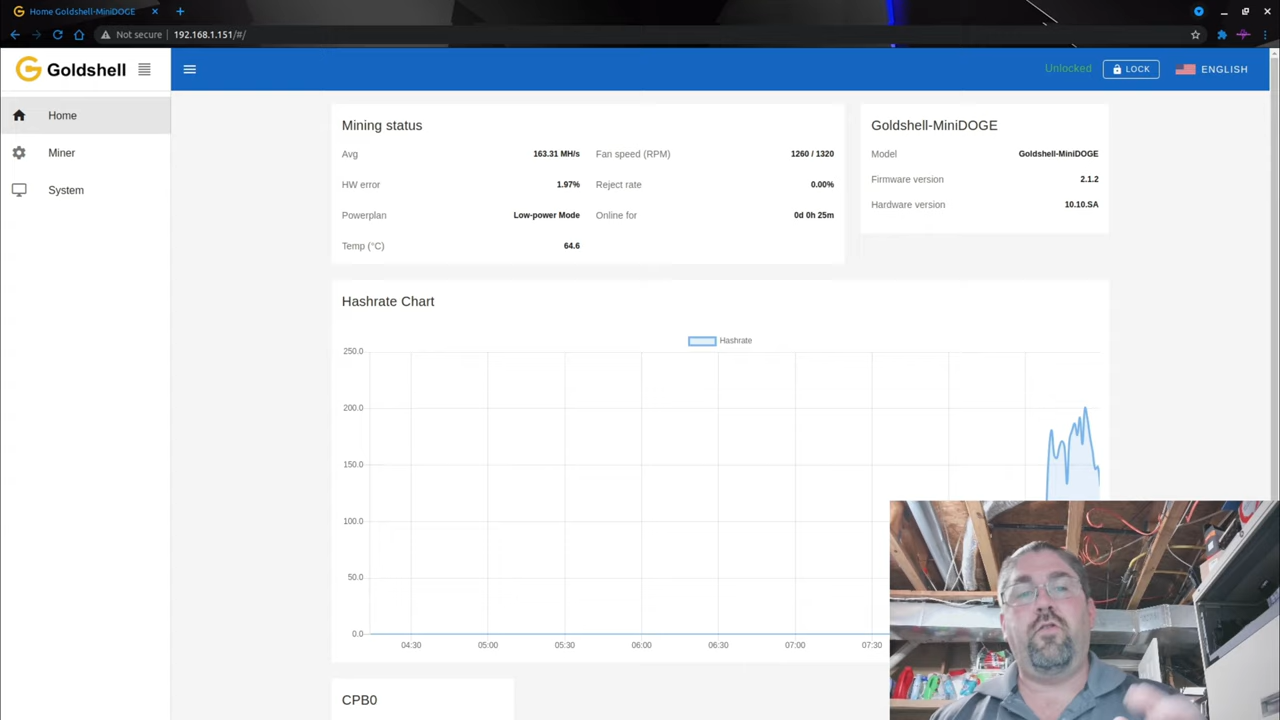 Home Goldshell-MiniDOGE
Not secure 192.168.1.151/#/
Goldshell
Unlocked LOCK ENGLISH
Home
Miner
System
Mining status
Avg 163.31 MH/s Fan speed (RPM) 1260 / 1320
HW error 1.97% Reject rate 0.00%
Powerplan Low-power Mode Online for 0d 0h 25m
Temp (°C) 64.6
Goldshell-MiniDOGE
Model Goldshell-MiniDOGE
Firmware version 2.1.2
Hardware version 10.10.SA
Hashrate Chart
Hashrate
250.0
200.0
150.0
100.0
50.0
0.0
04:30 05:00 05:30 06:00 06:30 07:00 07:30
CPB0